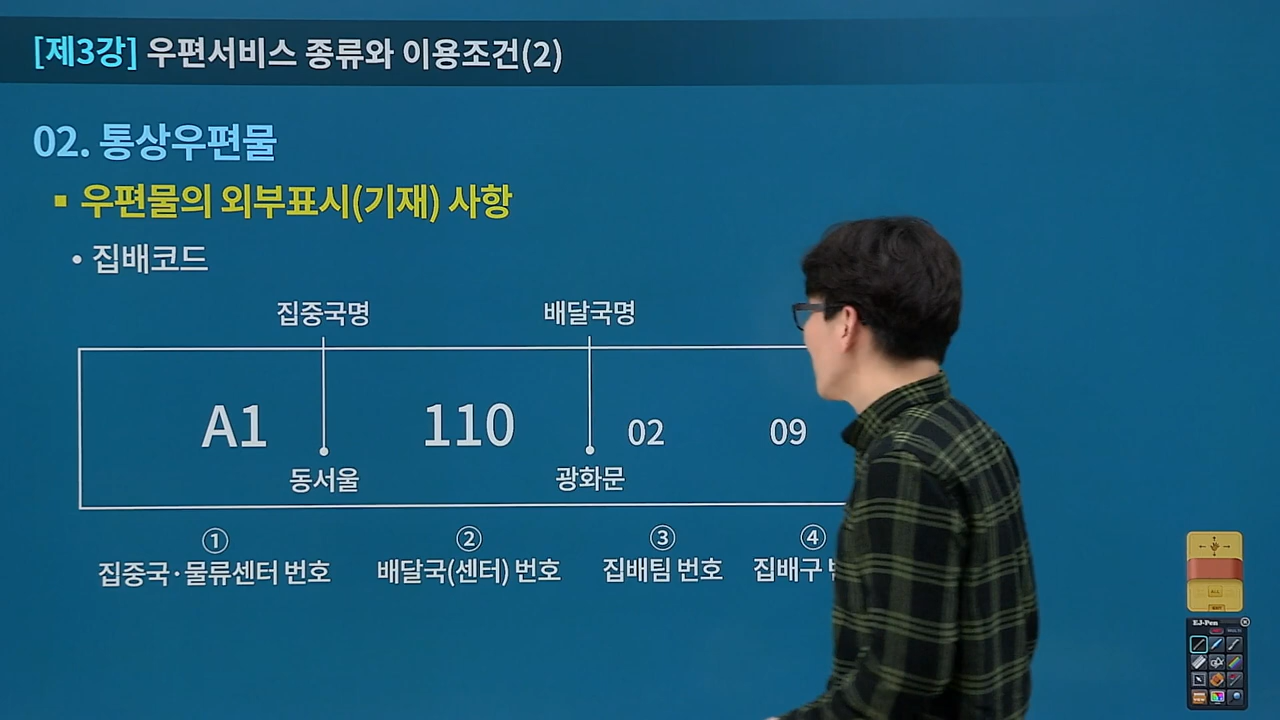 [제3강] 우편서비스 종류와 이용조건(2)
02. 통상우편물
▪ 우편물의 외부표시(기재) 사항
• 집배코드
집중국명 배달국명
A1 110 02 09
동서울 광화문
① ② ③ ④
집중국·물류센터 번호 배달국(센터) 번호 집배팀 번호 집배구
EJ-Pen